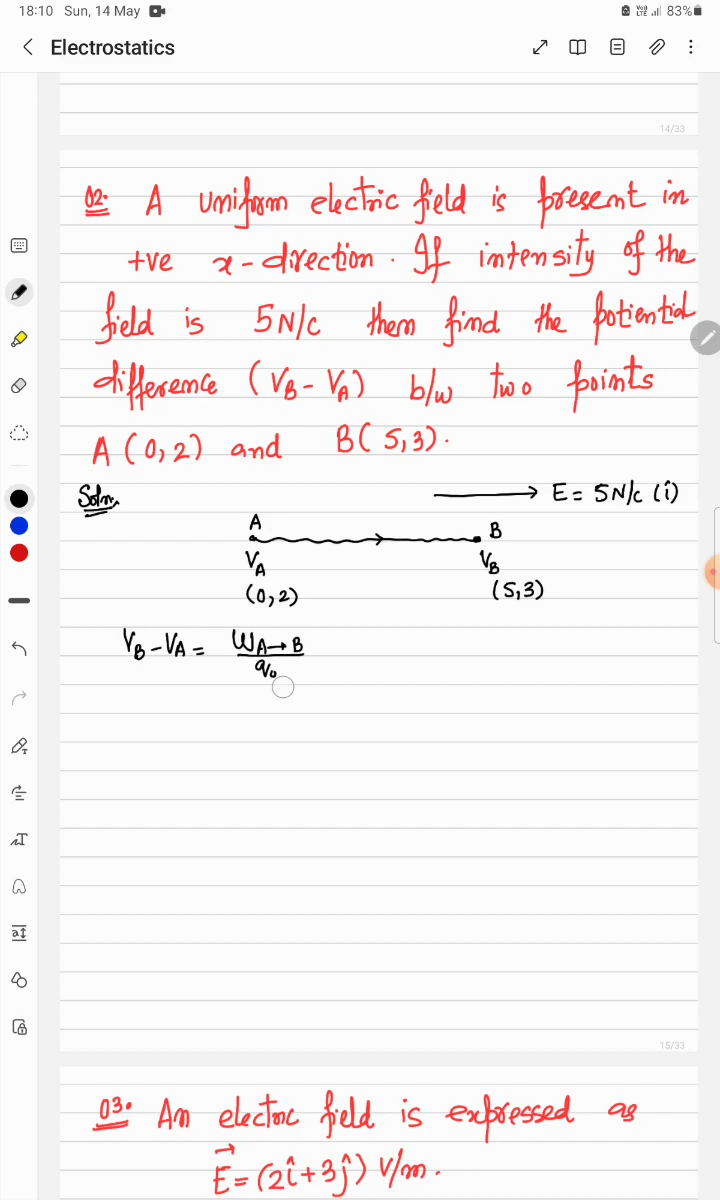 18:10 Sun, 14 May 83%
Electrostatics
14/33
02. A uniform electric field is present in
+ve x-direction. If intensity of the
field is 5N/c then find the potiential
difference (VB - VA) b/w two points
A(0,2) and B(5,3).
Soln. E = 5N/c (î)
A B
VA VB
(0,2) (5,3)
VB - VA = WA→B
q₀
15/33
03. An electric field is expressed as
E⃗ = (2î+3ĵ) V/m.